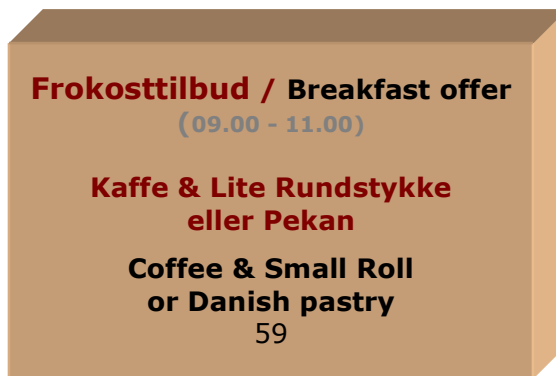 Frokosttilbud / Breakfast offer
(09.00 - 11.00)
Kaffe & Lite Rundstykke
eller Pekan
Coffee & Small Roll
or Danish pastry
59